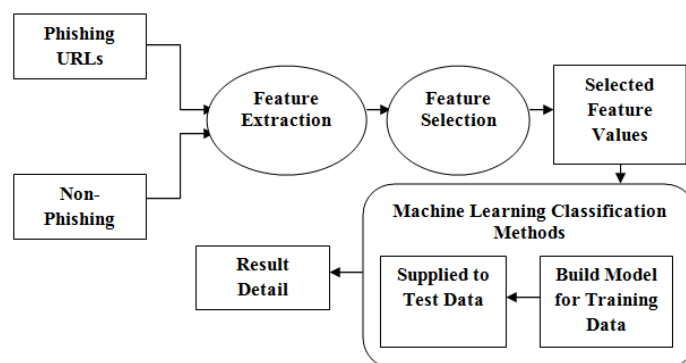 Phishing
URLs
Feature
Extraction
Feature
Selection
Selected
Feature
Values
Non-
Phishing
Machine Learning Classification
Methods
Result
Detail
Supplied to
Test Data
Build Model
for Training
Data